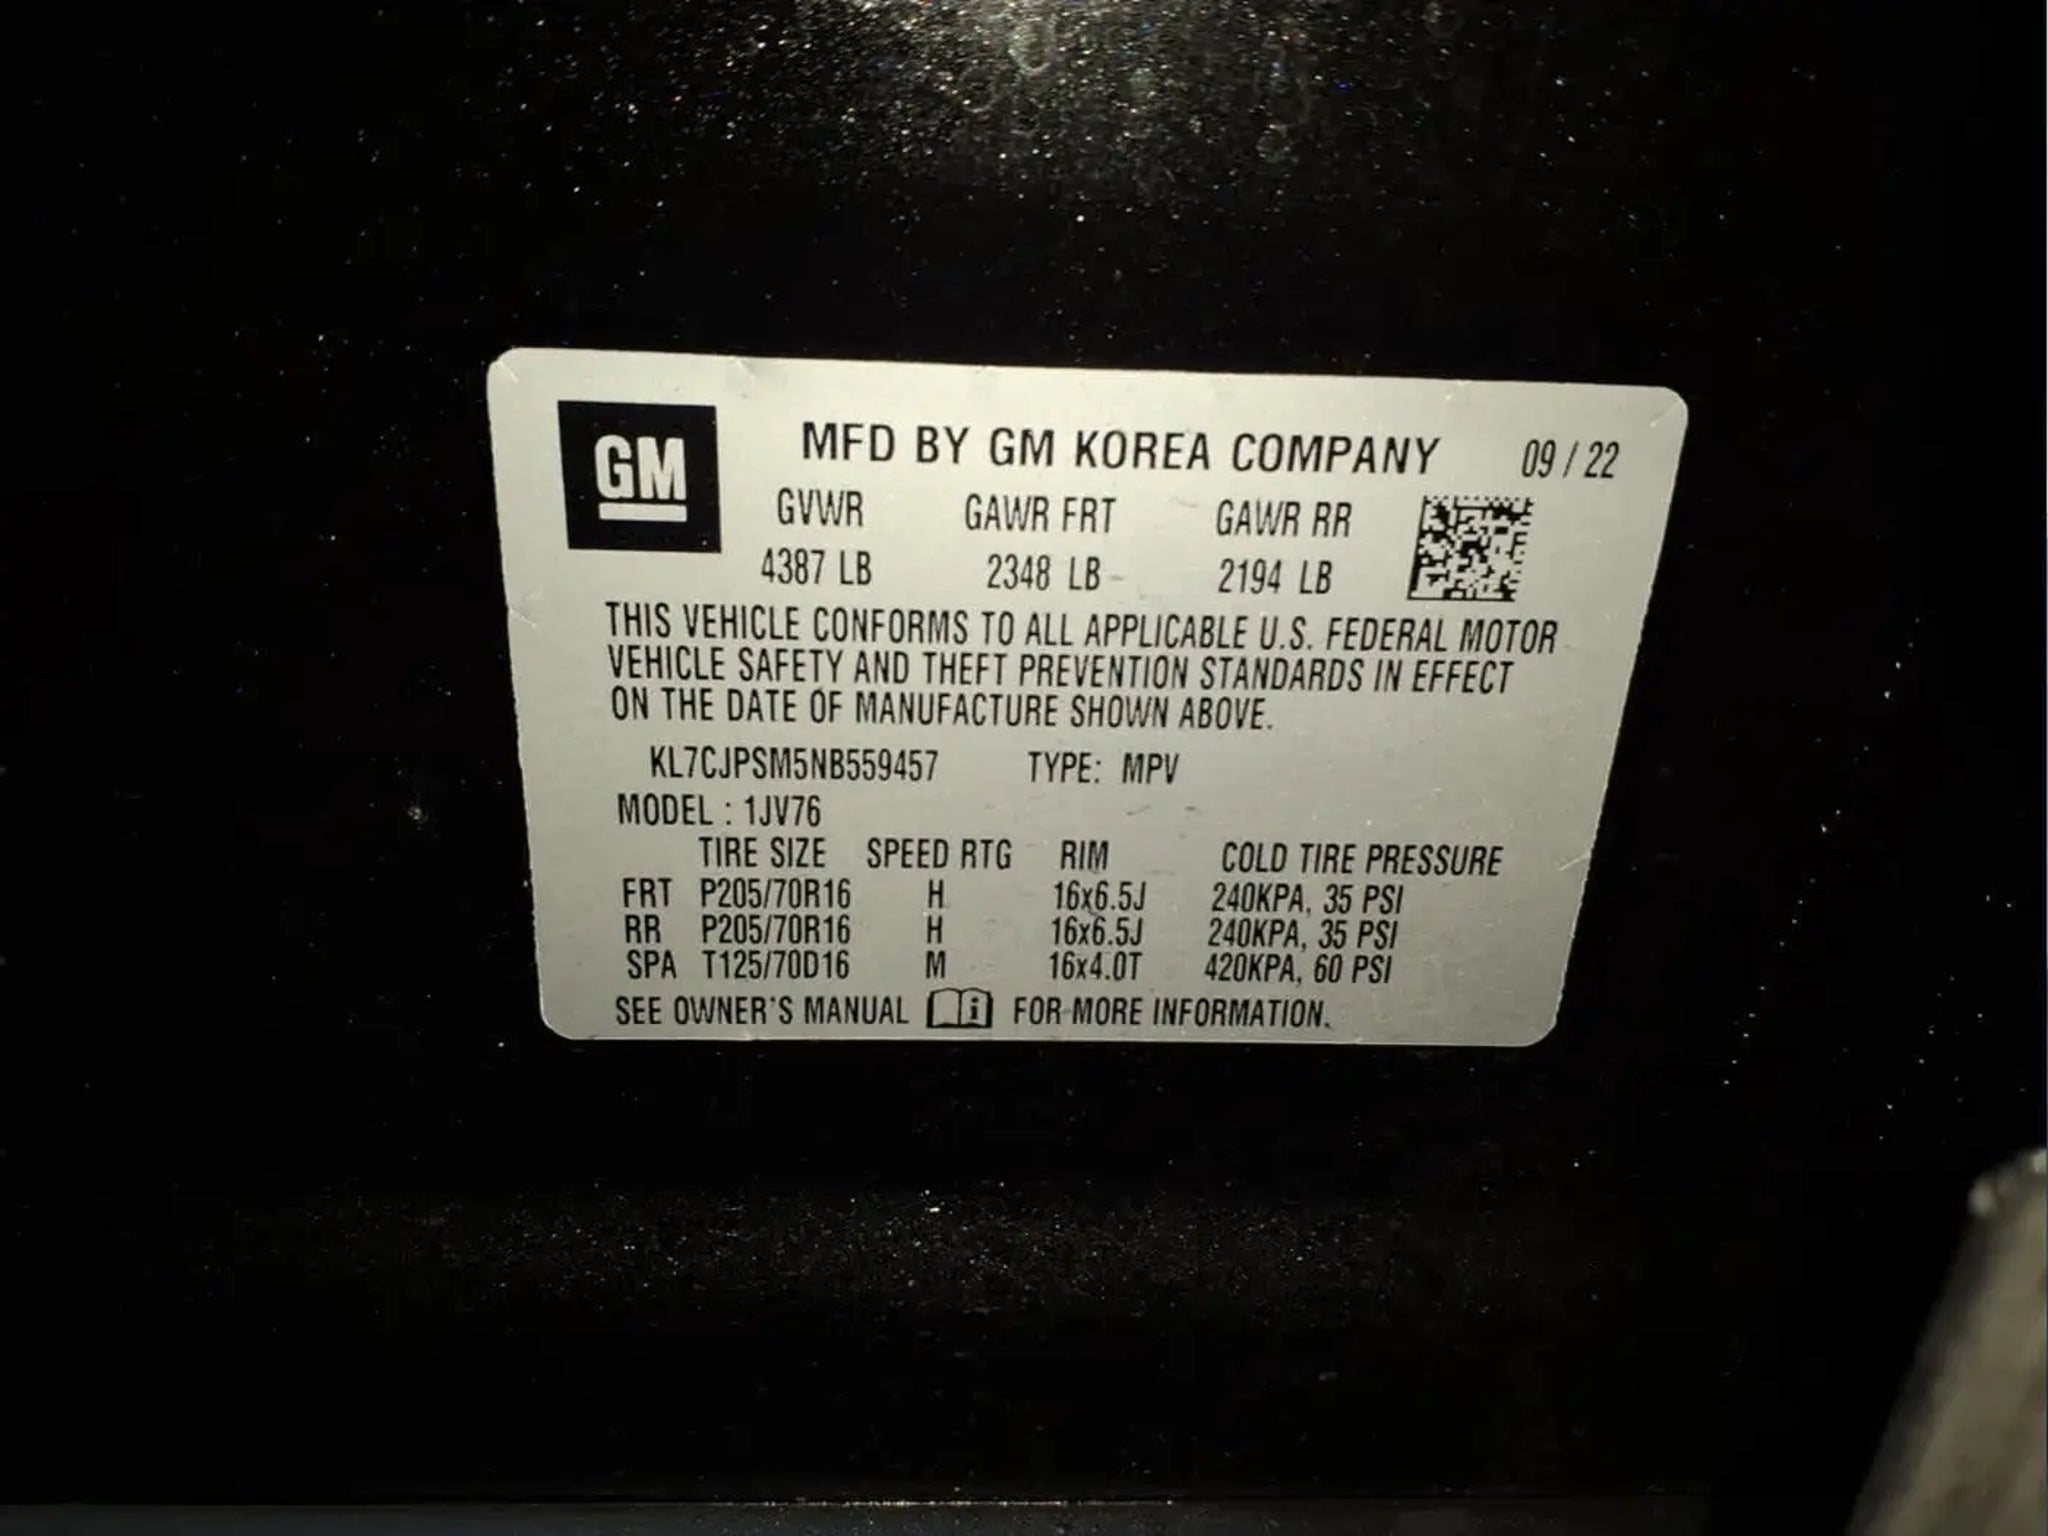 GM
MFD BY GM KOREA COMPANY 09 / 22
GVWR GAWR FRT GAWR RR
4387 LB 2348 LB 2194 LB
THIS VEHICLE CONFORMS TO ALL APPLICABLE U.S. FEDERAL MOTOR
VEHICLE SAFETY AND THEFT PREVENTION STANDARDS IN EFFECT
ON THE DATE OF MANUFACTURE SHOWN ABOVE.
KL7CJPSM5NB559457 TYPE: MPV
MODEL : 1JV76
TIRE SIZE SPEED RTG RIM COLD TIRE PRESSURE
FRT P205/70R16 H 16x6.5J 240KPA, 35 PSI
RR P205/70R16 H 16x6.5J 240KPA, 35 PSI
SPA T125/70D16 M 16x4.0T 420KPA, 60 PSI
SEE OWNER'S MANUAL i FOR MORE INFORMATION.